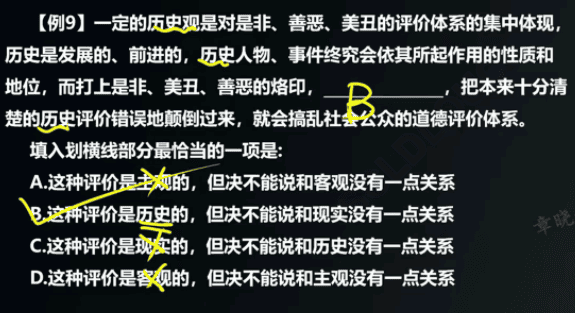 【例9】一定的历史观是对是非、善恶、美丑的评价体系的集中体现,
历史是发展的、前进的，历史人物、事件终究会依其所起作用的性质和
地位，而打上是非、美丑、善恶的烙印，____________，把本来十分清
B
楚的历史评价错误地颠倒过来，就会搞乱社会公众的道德评价体系。
填入划横线部分最恰当的一项是:
A.这种评价是主观的，但决不能说和客观没有一点关系
B.这种评价是历史的，但决不能说和现实没有一点关系
C.这种评价是现实的，但决不能说和历史没有一点关系
D.这种评价是客观的，但决不能说和主观没有一点关系
章晓